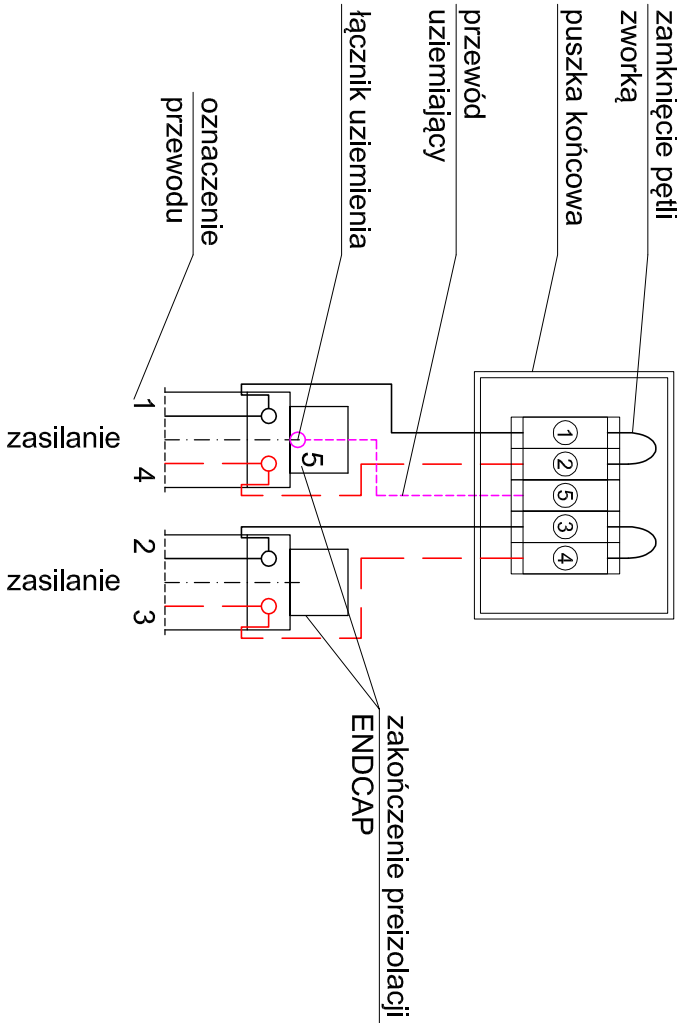 zamknięcie pętli
zworką
puszka końcowa
przewód
uziemiający
łącznik uziemienia
oznaczenie
przewodu
1
2
5
3
4
1
zasilanie
4
5
2
zasilanie
3
zakończenie preizolacji
ENDCAP